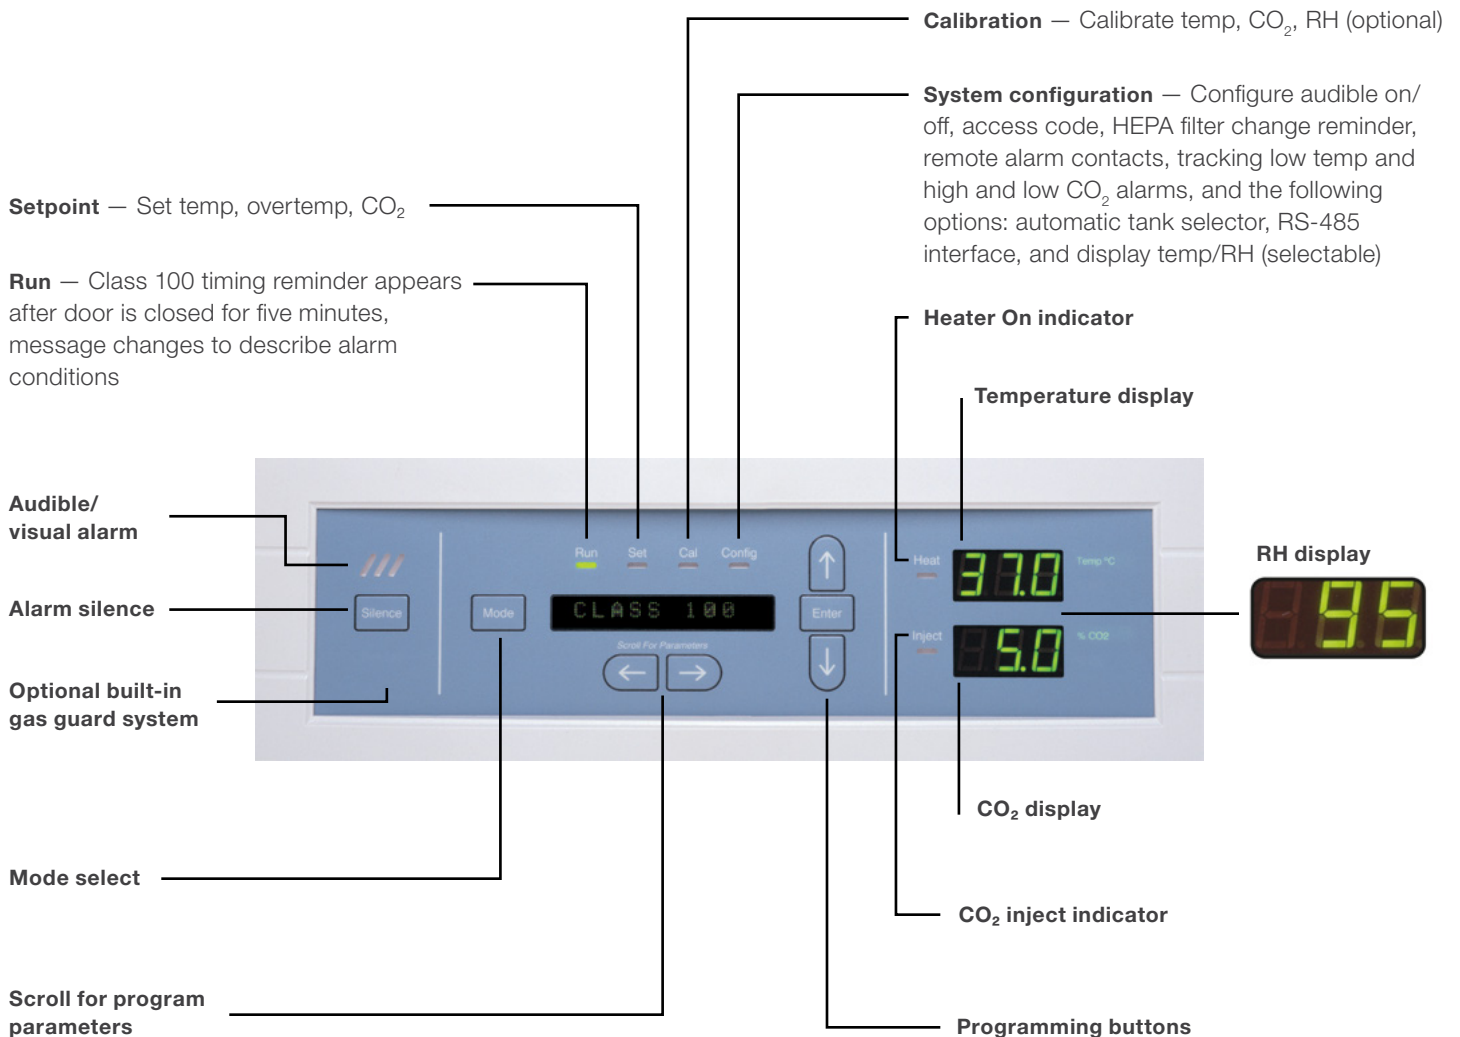 Calibration — Calibrate temp, CO₂, RH (optional)
System configuration — Configure audible on/
off, access code, HEPA filter change reminder,
remote alarm contacts, tracking low temp and
high and low CO₂ alarms, and the following
options: automatic tank selector, RS-485
interface, and display temp/RH (selectable)
Setpoint — Set temp, overtemp, CO₂
Run — Class 100 timing reminder appears
after door is closed for five minutes,
message changes to describe alarm
conditions
Heater On indicator
Temperature display
Audible/
visual alarm
Alarm silence
Optional built-in
gas guard system
Run Set Cal Config
Silence
Mode
CLASS 100
Scroll For Parameters
← →
↑
Enter
↓
Heat
37.0
Temp °C
Inject
5.0
% CO2
RH display
95
CO₂ display
Mode select
CO₂ inject indicator
Scroll for program
parameters
Programming buttons